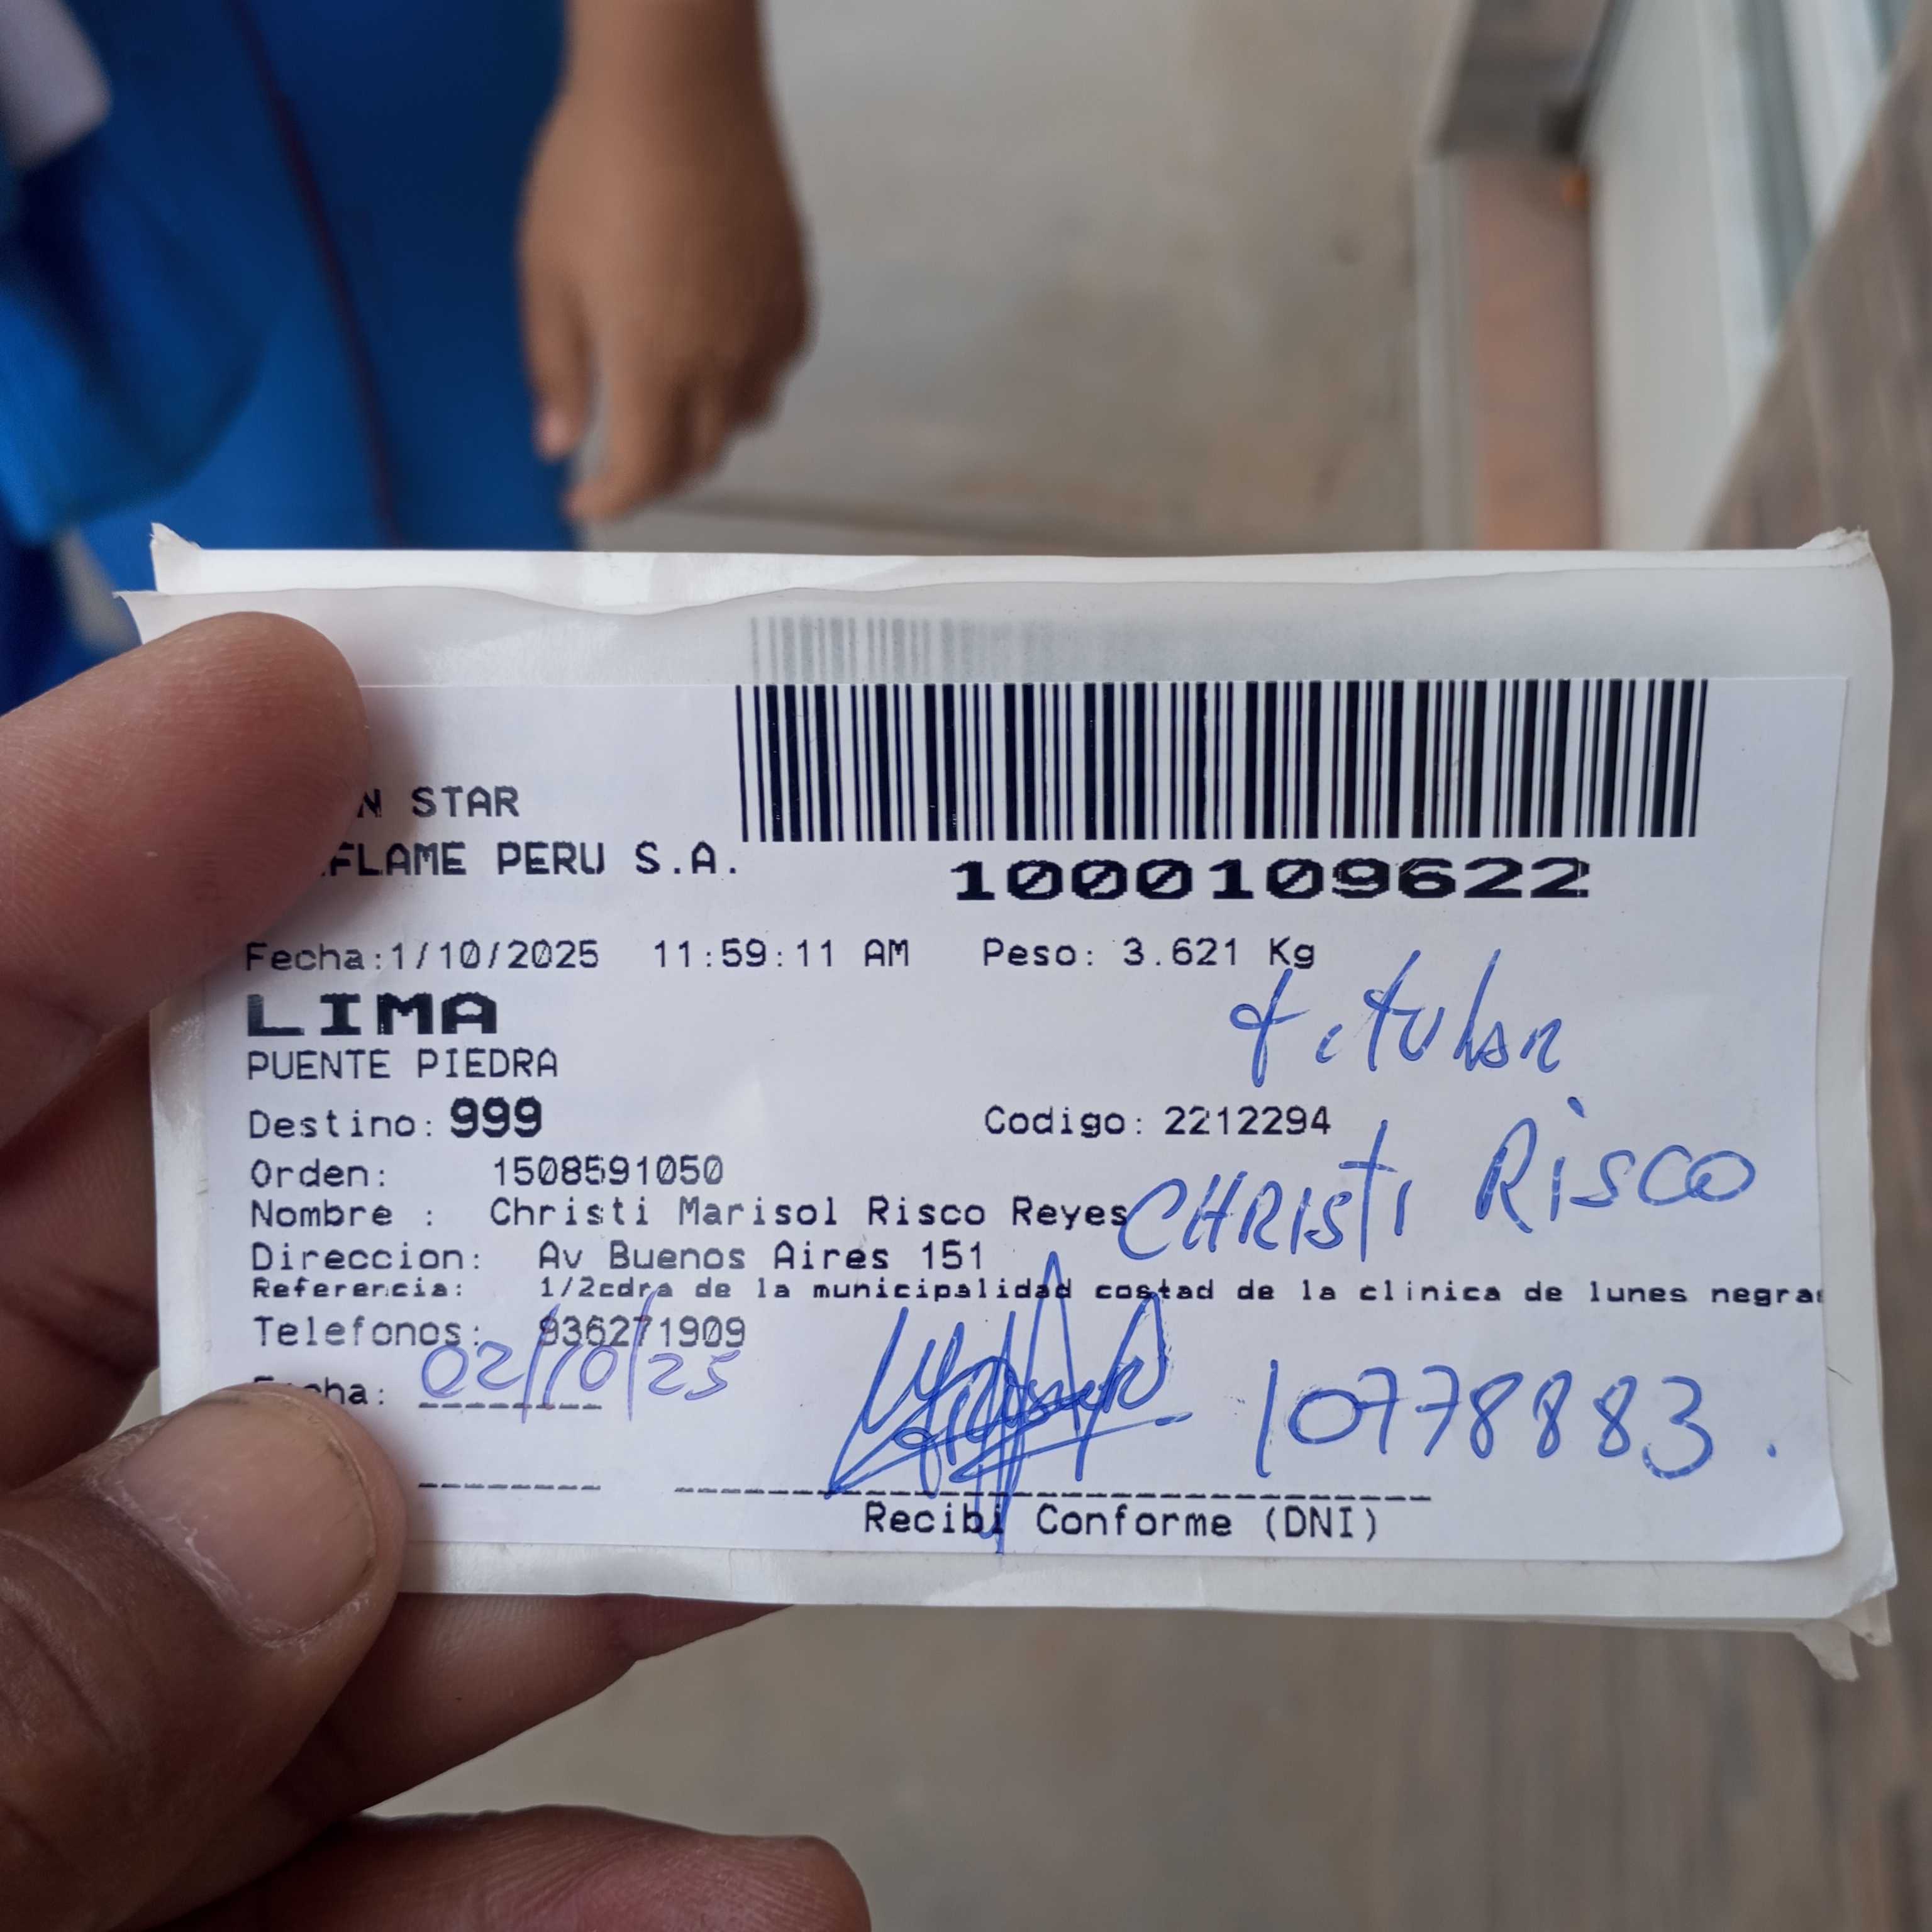 N STAR
FLAME PERU S.A.
1000109622
Fecha:1/10/2025 11:59:11 AM Peso: 3.621 Kg
LIMA
titular
PUENTE PIEDRA
Destino: 999 Codigo: 2212294
Orden: 1508591050
Nombre : Christi Marisol Risco Reyes
CHRISti Risco
Direccion: Av Buenos Aires 151
Referencia: 1/2cdra de la municipalidad costad de la clinica de lunes negras
Telefonos: 936271909
cha: 02/10/25
10778883.
Recibi Conforme (DNI)